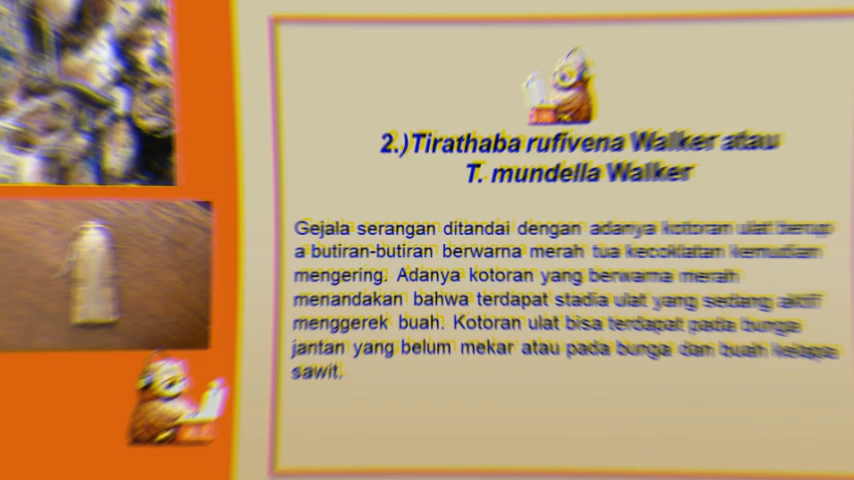 2.)Tirathaba rufivena Walker atau
T. mundella Walker
Gejala serangan ditandai dengan adanya kotoran ulat berup
a butiran-butiran berwarna merah tua kecoklatan kemudian
mengering. Adanya kotoran yang berwarna merah
menandakan bahwa terdapat stadia ulat yang sedang aktif
menggerek buah. Kotoran ulat bisa terdapat pada bunga
jantan yang belum mekar atau pada bunga dan buah kelapa
sawit.